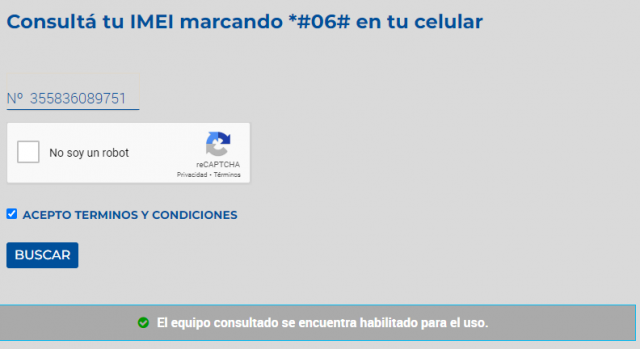 Consultá tu IMEI marcando *#06# en tu celular
Nº 355836089751
No soy un robot
reCAPTCHA
Privacidad - Términos
ACEPTO TERMINOS Y CONDICIONES
BUSCAR
El equipo consultado se encuentra habilitado para el uso.